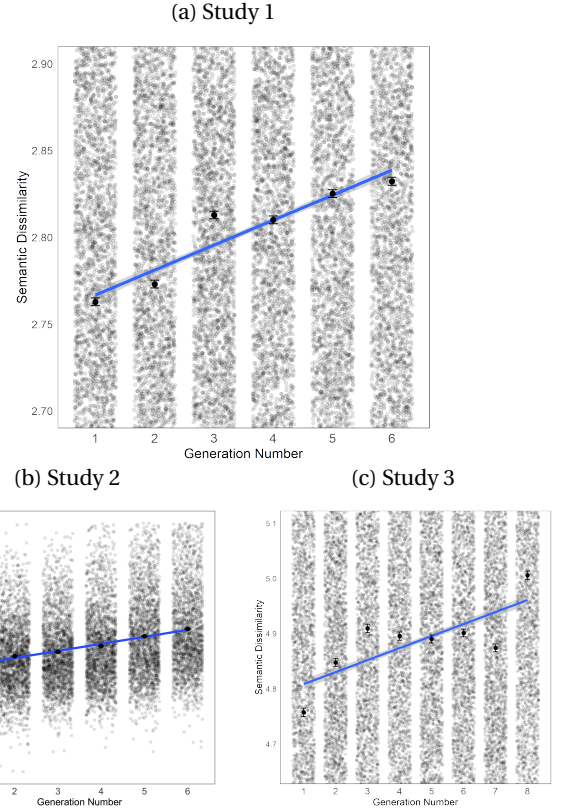 (a) Study 1
Semantic Dissimilarity
2.90
2.85
2.80
2.75
2.70
1 2 3 4 5 6
Generation Number
(b) Study 2
2 3 4 5 6
Generation Number
(c) Study 3
Semantic Dissimilarity
5.1
5.0
4.9
4.8
4.7
1 2 3 4 5 6 7 8
Generation Number